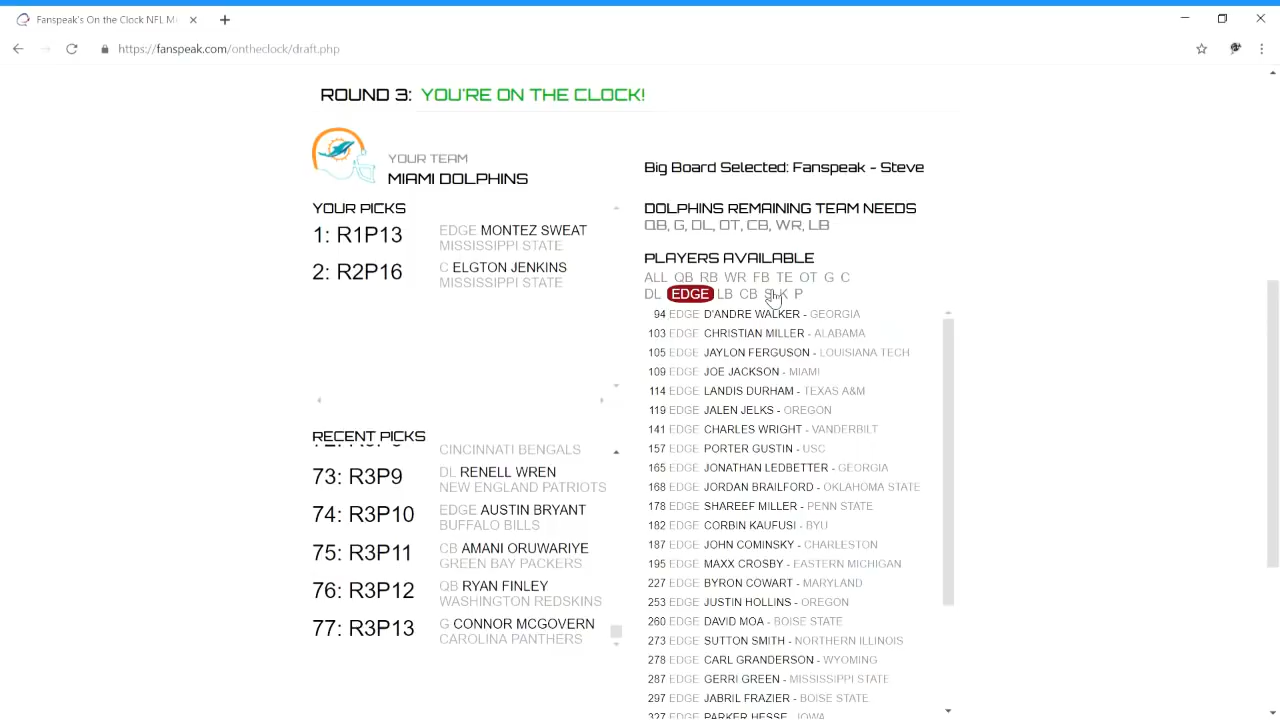 Fanspeak's On the Clock NFL M
https://fanspeak.com/ontheclock/draft.php
ROUND 3: YOU'RE ON THE CLOCK!
YOUR TEAM
MIAMI DOLPHINS
YOUR PICKS
1: R1P13
EDGE MONTEZ SWEAT
MISSISSIPPI STATE
2: R2P16
C ELGTON JENKINS
MISSISSIPPI STATE
RECENT PICKS
CINCINNATI BENGALS
73: R3P9
DL RENELL WREN
NEW ENGLAND PATRIOTS
74: R3P10
EDGE AUSTIN BRYANT
BUFFALO BILLS
75: R3P11
CB AMANI ORUWARIYE
GREEN BAY PACKERS
76: R3P12
QB RYAN FINLEY
WASHINGTON REDSKINS
77: R3P13
G CONNOR MCGOVERN
CAROLINA PANTHERS
Big Board Selected: Fanspeak - Steve
DOLPHINS REMAINING TEAM NEEDS
QB, G, DL, OT, CB, WR, LB
PLAYERS AVAILABLE
ALL QB RB WR FB TE OT G C
DL EDGE LB CB S K P
94 EDGE D'ANDRE WALKER - GEORGIA
103 EDGE CHRISTIAN MILLER - ALABAMA
105 EDGE JAYLON FERGUSON - LOUISIANA TECH
109 EDGE JOE JACKSON - MIAMI
114 EDGE LANDIS DURHAM - TEXAS A&M
119 EDGE JALEN JELKS - OREGON
141 EDGE CHARLES WRIGHT - VANDERBILT
157 EDGE PORTER GUSTIN - USC
165 EDGE JONATHAN LEDBETTER - GEORGIA
168 EDGE JORDAN BRAILFORD - OKLAHOMA STATE
178 EDGE SHAREEF MILLER - PENN STATE
182 EDGE CORBIN KAUFUSI - BYU
187 EDGE JOHN COMINSKY - CHARLESTON
195 EDGE MAXX CROSBY - EASTERN MICHIGAN
227 EDGE BYRON COWART - MARYLAND
253 EDGE JUSTIN HOLLINS - OREGON
260 EDGE DAVID MOA - BOISE STATE
273 EDGE SUTTON SMITH - NORTHERN ILLINOIS
278 EDGE CARL GRANDERSON - WYOMING
287 EDGE GERRI GREEN - MISSISSIPPI STATE
297 EDGE JABRIL FRAZIER - BOISE STATE
327 EDGE PARKER HESSE - IOWA